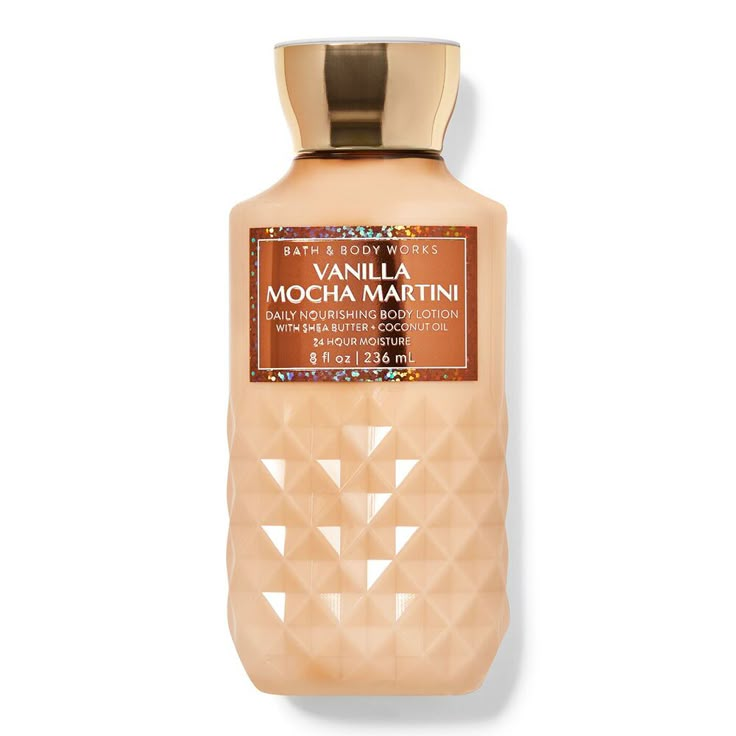 BATH & BODY WORKS
VANILLA
MOCHA MARTINI
DAILY NOURISHING BODY LOTION
WITH SHEA BUTTER + COCONUT OIL
24 HOUR MOISTURE
8 fl oz | 236 mL